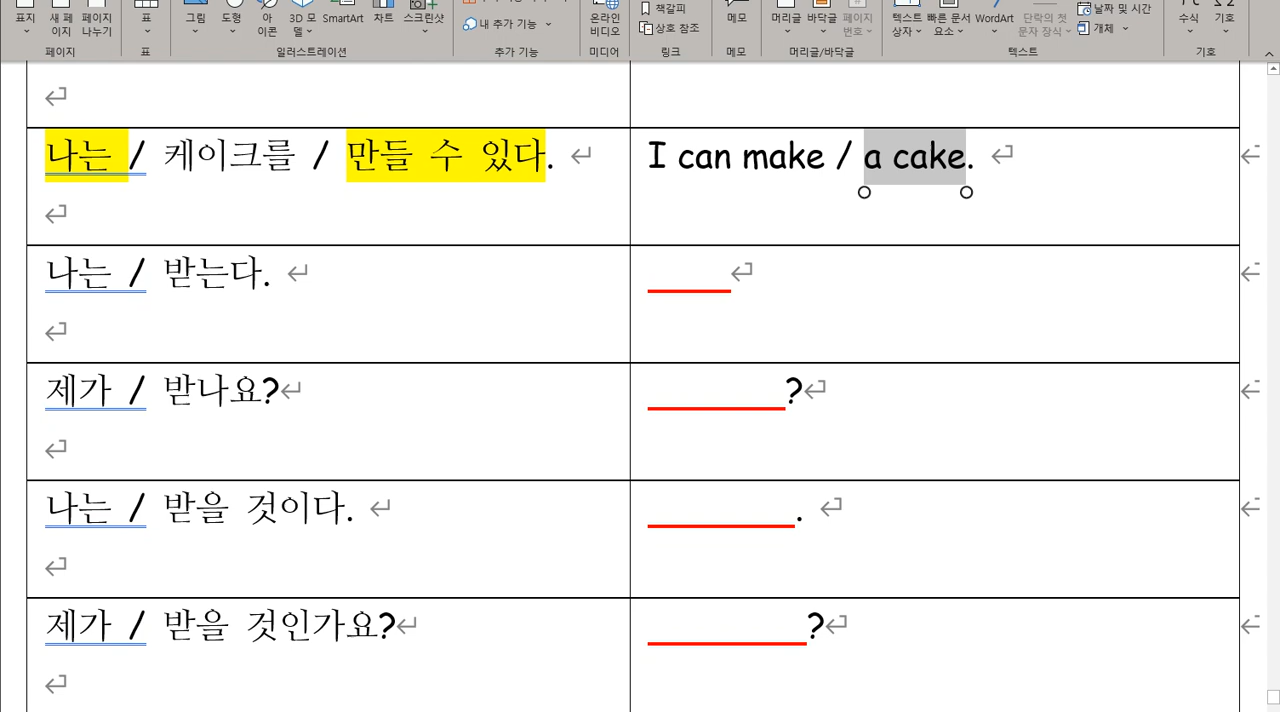 표지 새 페이지 페이지 나누기 표 그림 도형 아이콘 3D 모델 SmartArt 차트 스크린샷 내 추가 기능 온라인 비디오 책갈피 상호 참조 메모 머리글 바닥글 페이지 번호 텍스트 상자 빠른 문서 요소 WordArt 단락의 첫 문자 장식 날짜 및 시간 개체 수식 기호
페이지 표 일러스트레이션 추가 기능 미디어 링크 메모 머리글/바닥글 텍스트 기호
나는 / 케이크를 / 만들 수 있다. I can make / a cake.
나는 / 받는다.
제가 / 받나요? ?
나는 / 받을 것이다. .
제가 / 받을 것인가요? ?